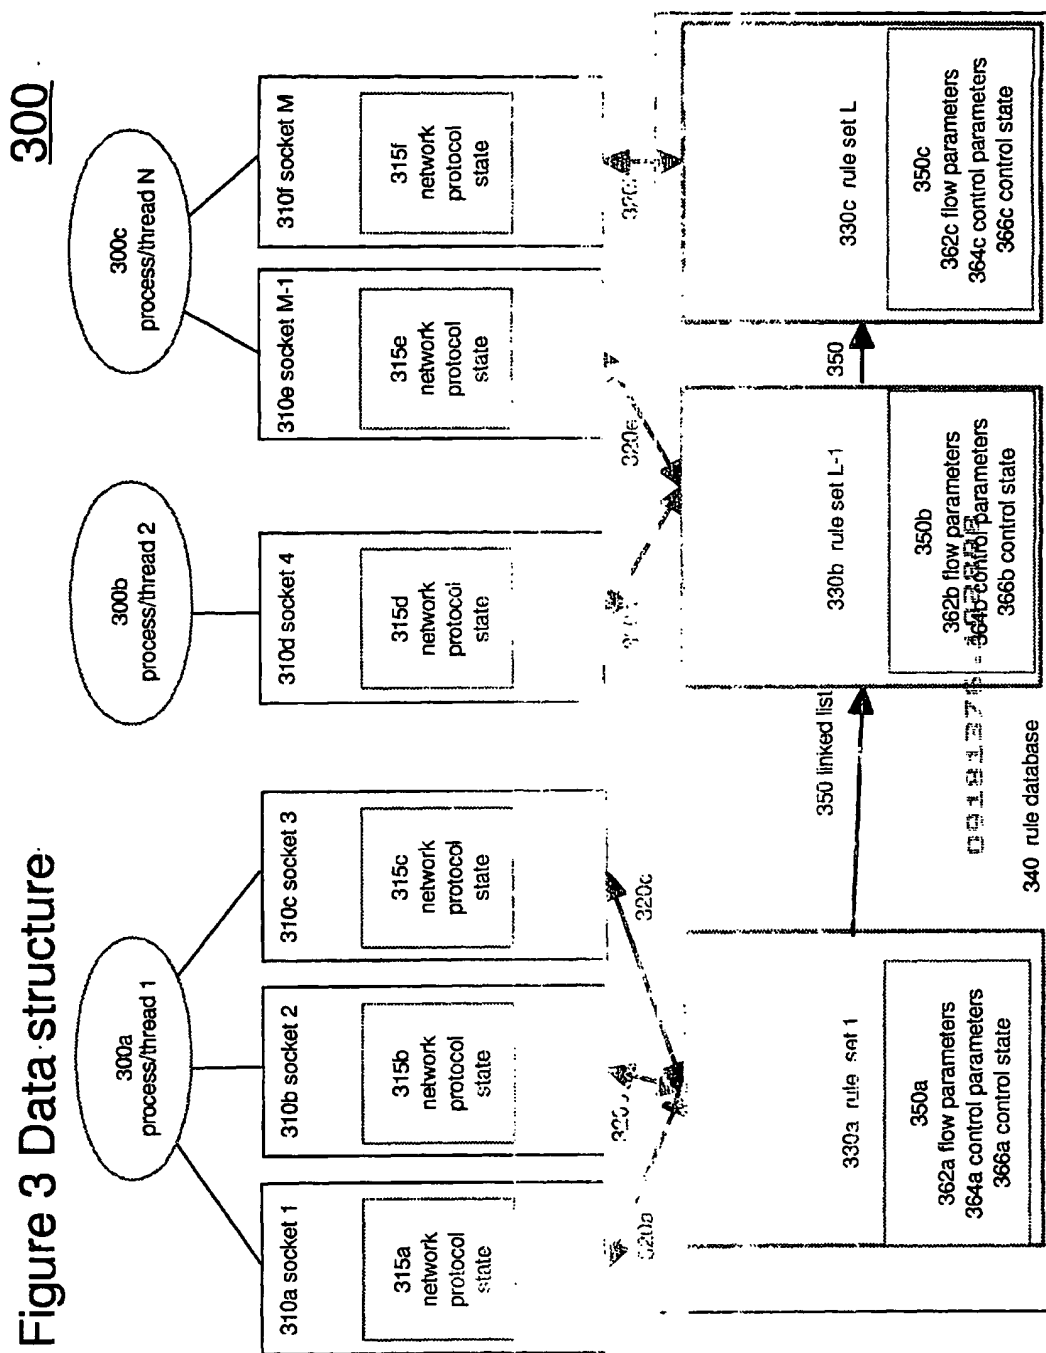 Figure 3 Data structure
300
300a
process/thread 1
300b
process/thread 2
300c
process/thread N
310a socket 1
310b socket 2
310c socket 3
310d socket 4
310e socket M-1
310f socket M
315a
network
protocol
state
315b
network
protocol
state
315c
network
protocol
state
315d
network
protocol
state
315e
network
protocol
state
315f
network
protocol
state
320a
320c
320e
330a rule set 1
330b rule set L-1
330c rule set L
350 linked list
350
350a
362a flow parameters
364a control parameters
366a control state
350b
362b flow parameters
364b control parameters
366b control state
350c
362c flow parameters
364c control parameters
366c control state
340 rule database